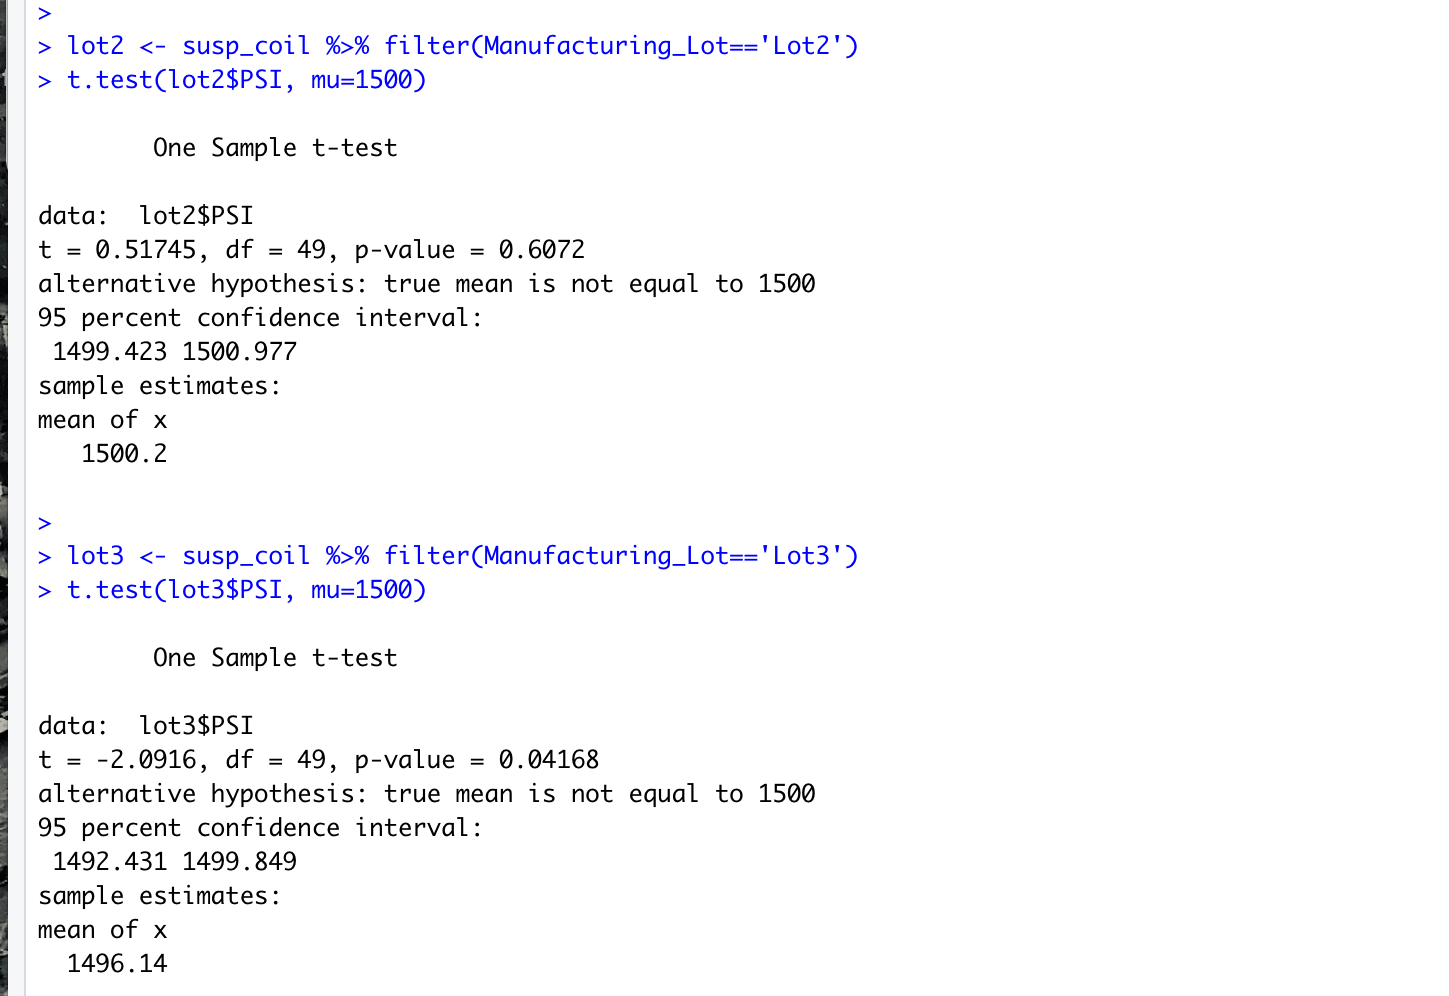 >
> lot2 <- susp_coil %>% filter(Manufacturing_Lot=='Lot2')
> t.test(lot2$PSI, mu=1500)
One Sample t-test
data:  lot2$PSI
t = 0.51745, df = 49, p-value = 0.6072
alternative hypothesis: true mean is not equal to 1500
95 percent confidence interval:
 1499.423 1500.977
sample estimates:
mean of x
   1500.2
>
> lot3 <- susp_coil %>% filter(Manufacturing_Lot=='Lot3')
> t.test(lot3$PSI, mu=1500)
One Sample t-test
data:  lot3$PSI
t = -2.0916, df = 49, p-value = 0.04168
alternative hypothesis: true mean is not equal to 1500
95 percent confidence interval:
 1492.431 1499.849
sample estimates:
mean of x
  1496.14